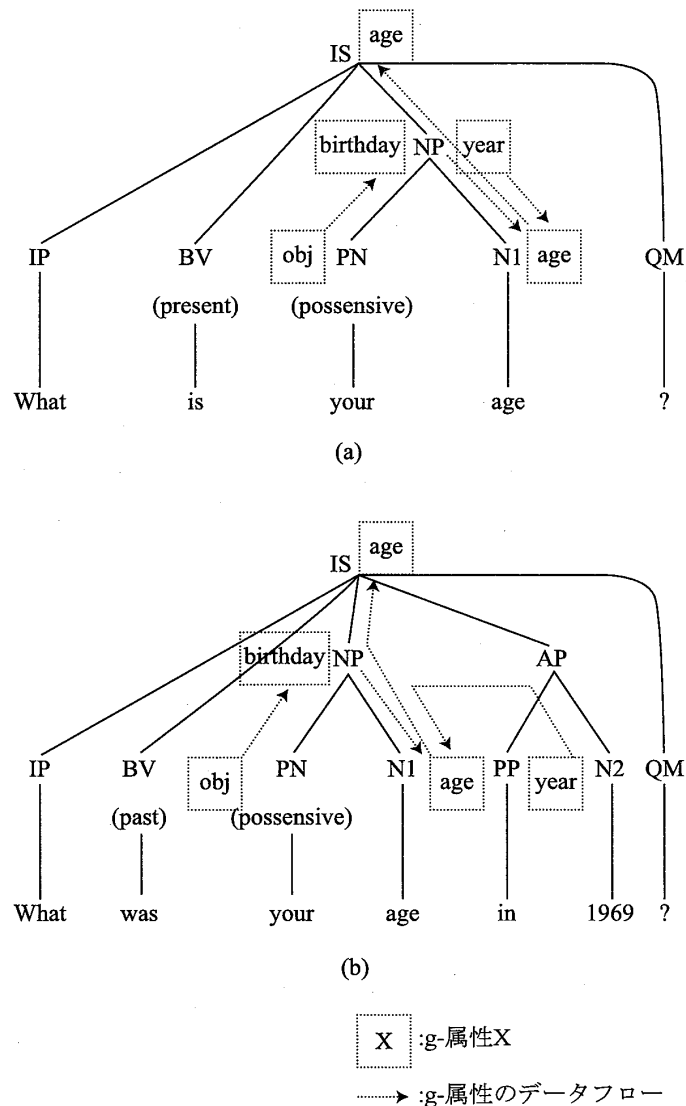 age
IS
birthday NP year
IP BV obj PN N1 age QM
(present) (possensive)
What is your age ?
(a)
age
IS
birthday NP AP
IP BV obj PN N1 age PP year N2 QM
(past) (possensive)
What was your age in 1969 ?
(b)
X :g-属性X
:g-属性のデータフロー